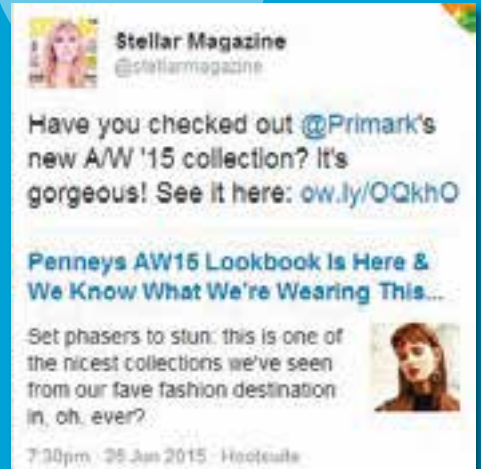 Stellar Magazine
@stellarmagazine
Have you checked out @Primark's
new A/W '15 collection? It's
gorgeous! See it here: ow.ly/OQkhO
Penneys AW15 Lookbook Is Here &
We Know What We're Wearing This...
Set phasers to stun: this is one of
the nicest collections we've seen
from our fave fashion destination
in, oh, ever?
7:30pm · 26 Jun 2015 · Hootsuite